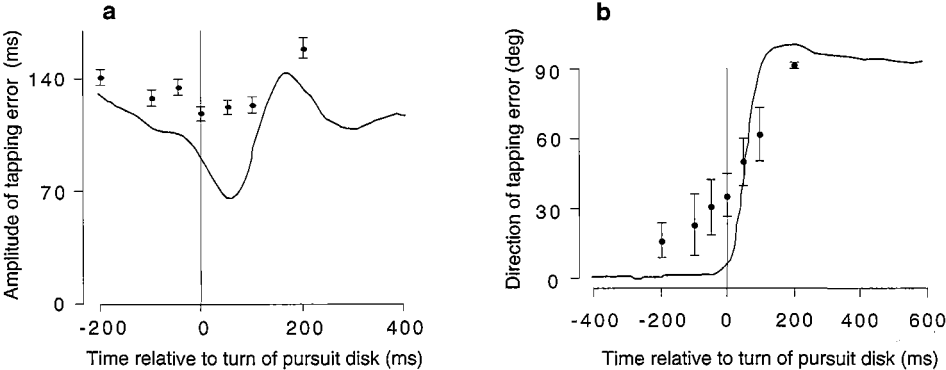 a
Amplitude of tapping error (ms)
140
70
0
-200 0 200 400
Time relative to turn of pursuit disk (ms)
b
Direction of tapping error (deg)
90
60
30
0
-400 -200 0 200 400 600
Time relative to turn of pursuit disk (ms)